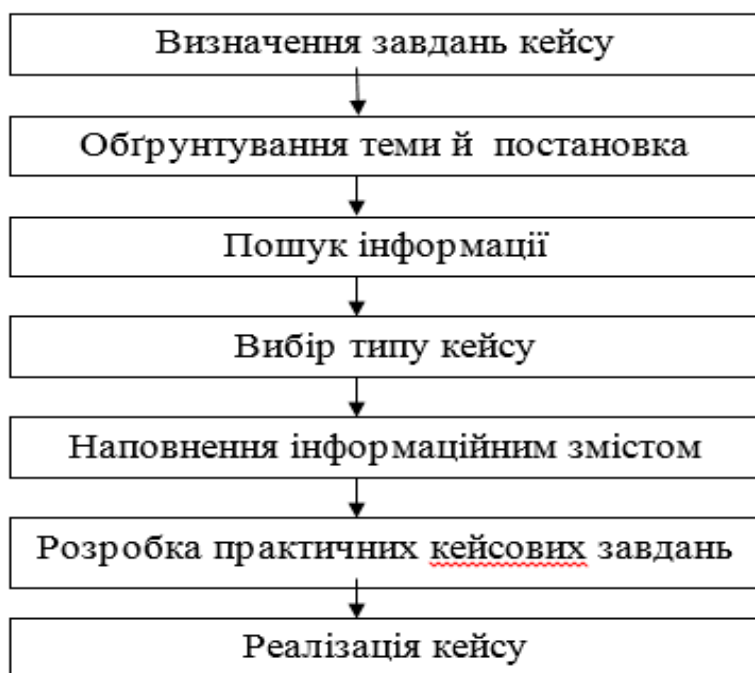 Визначення завдань кейсу
Обґрунтування теми й постановка
Пошук інформації
Вибір типу кейсу
Наповнення інформаційним змістом
Розробка практичних кейсових завдань
Реалізація кейсу